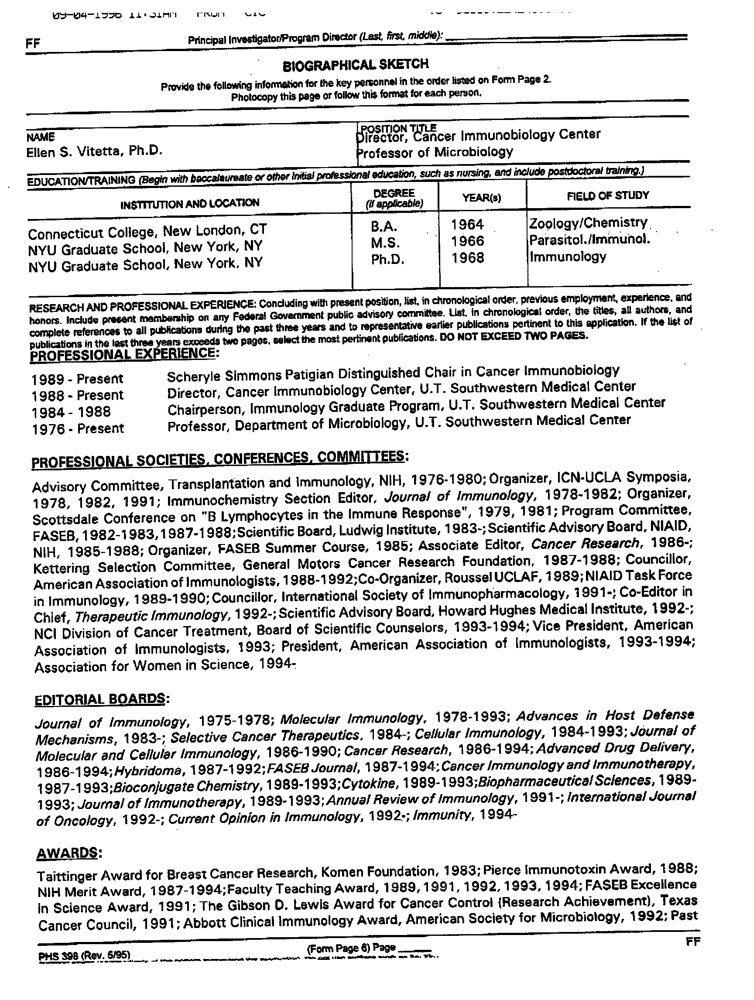 09-04-1996 11:31AM FROM CIC TO
FF
Principal Investigator/Program Director (Last, first, middle):
BIOGRAPHICAL SKETCH
Provide the following information for the key personnel in the order listed on Form Page 2.
Photocopy this page or follow this format for each person.
NAME
Ellen S. Vitetta, Ph.D.
POSITION TITLE
Director, Cancer Immunobiology Center
Professor of Microbiology
EDUCATION/TRAINING (Begin with baccalaureate or other initial professional education, such as nursing, and include postdoctoral training.)
INSTITUTION AND LOCATION DEGREE (if applicable) YEAR(s) FIELD OF STUDY
Connecticut College, New London, CT B.A. 1964 Zoology/Chemistry
NYU Graduate School, New York, NY M.S. 1966 Parasitol./Immunol.
NYU Graduate School, New York, NY Ph.D. 1968 Immunology
RESEARCH AND PROFESSIONAL EXPERIENCE: Concluding with present position, list, in chronological order, previous employment, experience, and
honors. Include present membership on any Federal Government public advisory committee. List, in chronological order, the titles, all authors, and
complete references to all publications during the past three years and to representative earlier publications pertinent to this application. If the list of
publications in the last three years exceeds two pages, select the most pertinent publications. DO NOT EXCEED TWO PAGES.
PROFESSIONAL EXPERIENCE:
1989 - Present Scheryle Simmons Patigian Distinguished Chair in Cancer Immunobiology
1988 - Present Director, Cancer Immunobiology Center, U.T. Southwestern Medical Center
1984 - 1988 Chairperson, Immunology Graduate Program, U.T. Southwestern Medical Center
1976 - Present Professor, Department of Microbiology, U.T. Southwestern Medical Center
PROFESSIONAL SOCIETIES, CONFERENCES, COMMITTEES:
Advisory Committee, Transplantation and Immunology, NIH, 1976-1980; Organizer, ICN-UCLA Symposia,
1978, 1982, 1991; Immunochemistry Section Editor, Journal of Immunology, 1978-1982; Organizer,
Scottsdale Conference on "B Lymphocytes in the Immune Response", 1979, 1981; Program Committee,
FASEB, 1982-1983,1987-1988;Scientific Board, Ludwig Institute, 1983-;Scientific Advisory Board, NIAID,
NIH, 1985-1988; Organizer, FASEB Summer Course, 1985; Associate Editor, Cancer Research, 1986-;
Kettering Selection Committee, General Motors Cancer Research Foundation, 1987-1988; Councillor,
American Association of Immunologists, 1988-1992;Co-Organizer, Roussel UCLAF, 1989;NIAID Task Force
in Immunology, 1989-1990; Councillor, International Society of Immunopharmacology, 1991-; Co-Editor in
Chief, Therapeutic Immunology, 1992-; Scientific Advisory Board, Howard Hughes Medical Institute, 1992-;
NCI Division of Cancer Treatment, Board of Scientific Counselors, 1993-1994; Vice President, American
Association of Immunologists, 1993; President, American Association of Immunologists, 1993-1994;
Association for Women in Science, 1994-
EDITORIAL BOARDS:
Journal of Immunology, 1975-1978; Molecular Immunology, 1978-1993; Advances in Host Defense
Mechanisms, 1983-; Selective Cancer Therapeutics, 1984-; Cellular Immunology, 1984-1993; Journal of
Molecular and Cellular Immunology, 1986-1990; Cancer Research, 1986-1994; Advanced Drug Delivery,
1986-1994; Hybridoma, 1987-1992; FASEB Journal, 1987-1994; Cancer Immunology and Immunotherapy,
1987-1993;Bioconjugate Chemistry, 1989-1993;Cytokine, 1989-1993;Biopharmaceutical Sciences, 1989-
1993; Journal of Immunotherapy, 1989-1993; Annual Review of Immunology, 1991-; International Journal
of Oncology, 1992-; Current Opinion in Immunology, 1992-; Immunity, 1994-
AWARDS:
Taittinger Award for Breast Cancer Research, Komen Foundation, 1983; Pierce Immunotoxin Award, 1988;
NIH Merit Award, 1987-1994;Faculty Teaching Award, 1989, 1991, 1992, 1993, 1994; FASEB Excellence
in Science Award, 1991; The Gibson D. Lewis Award for Cancer Control (Research Achievement), Texas
Cancer Council, 1991; Abbott Clinical Immunology Award, American Society for Microbiology, 1992; Past
PHS 398 (Rev. 5/95) (Form Page 6) Page FF